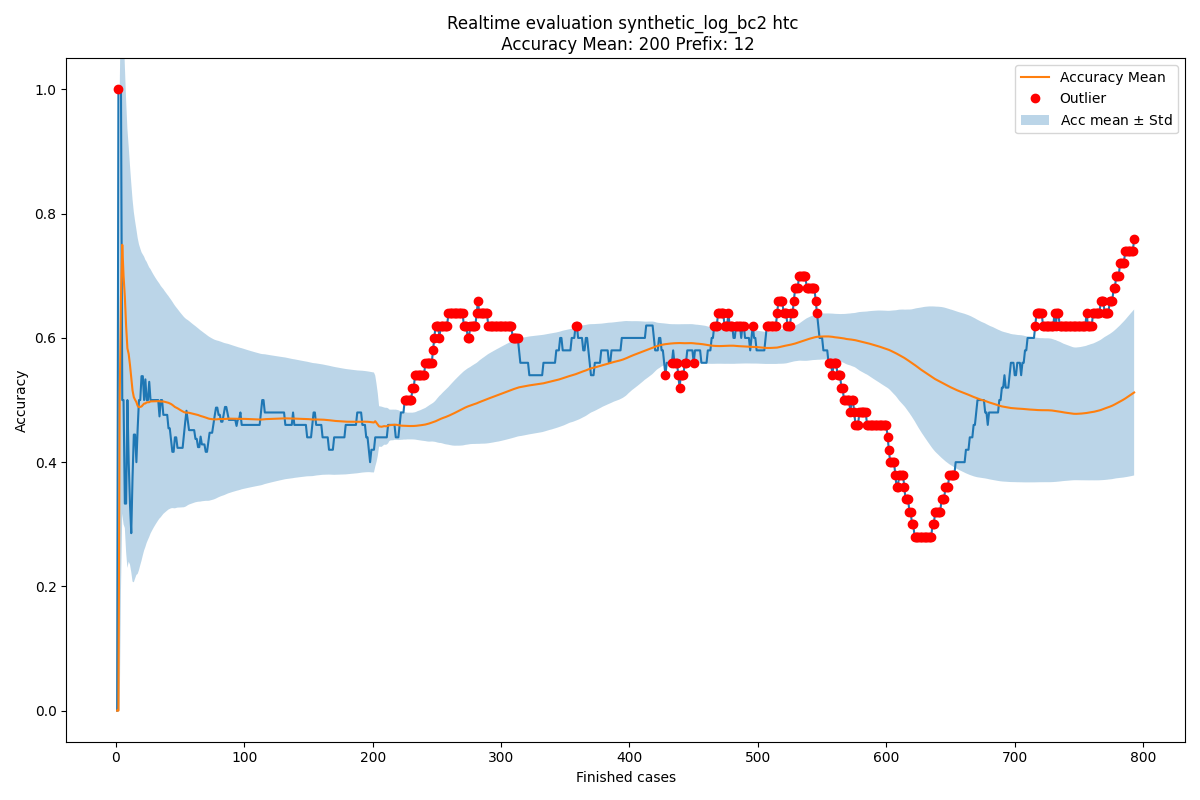 Realtime evaluation synthetic_log_bc2 htc
Accuracy Mean: 200 Prefix: 12
Accuracy Mean
Outlier
Acc mean ± Std
Accuracy
1.0
0.8
0.6
0.4
0.2
0.0
0
100
200
300
400
500
600
700
800
Finished cases